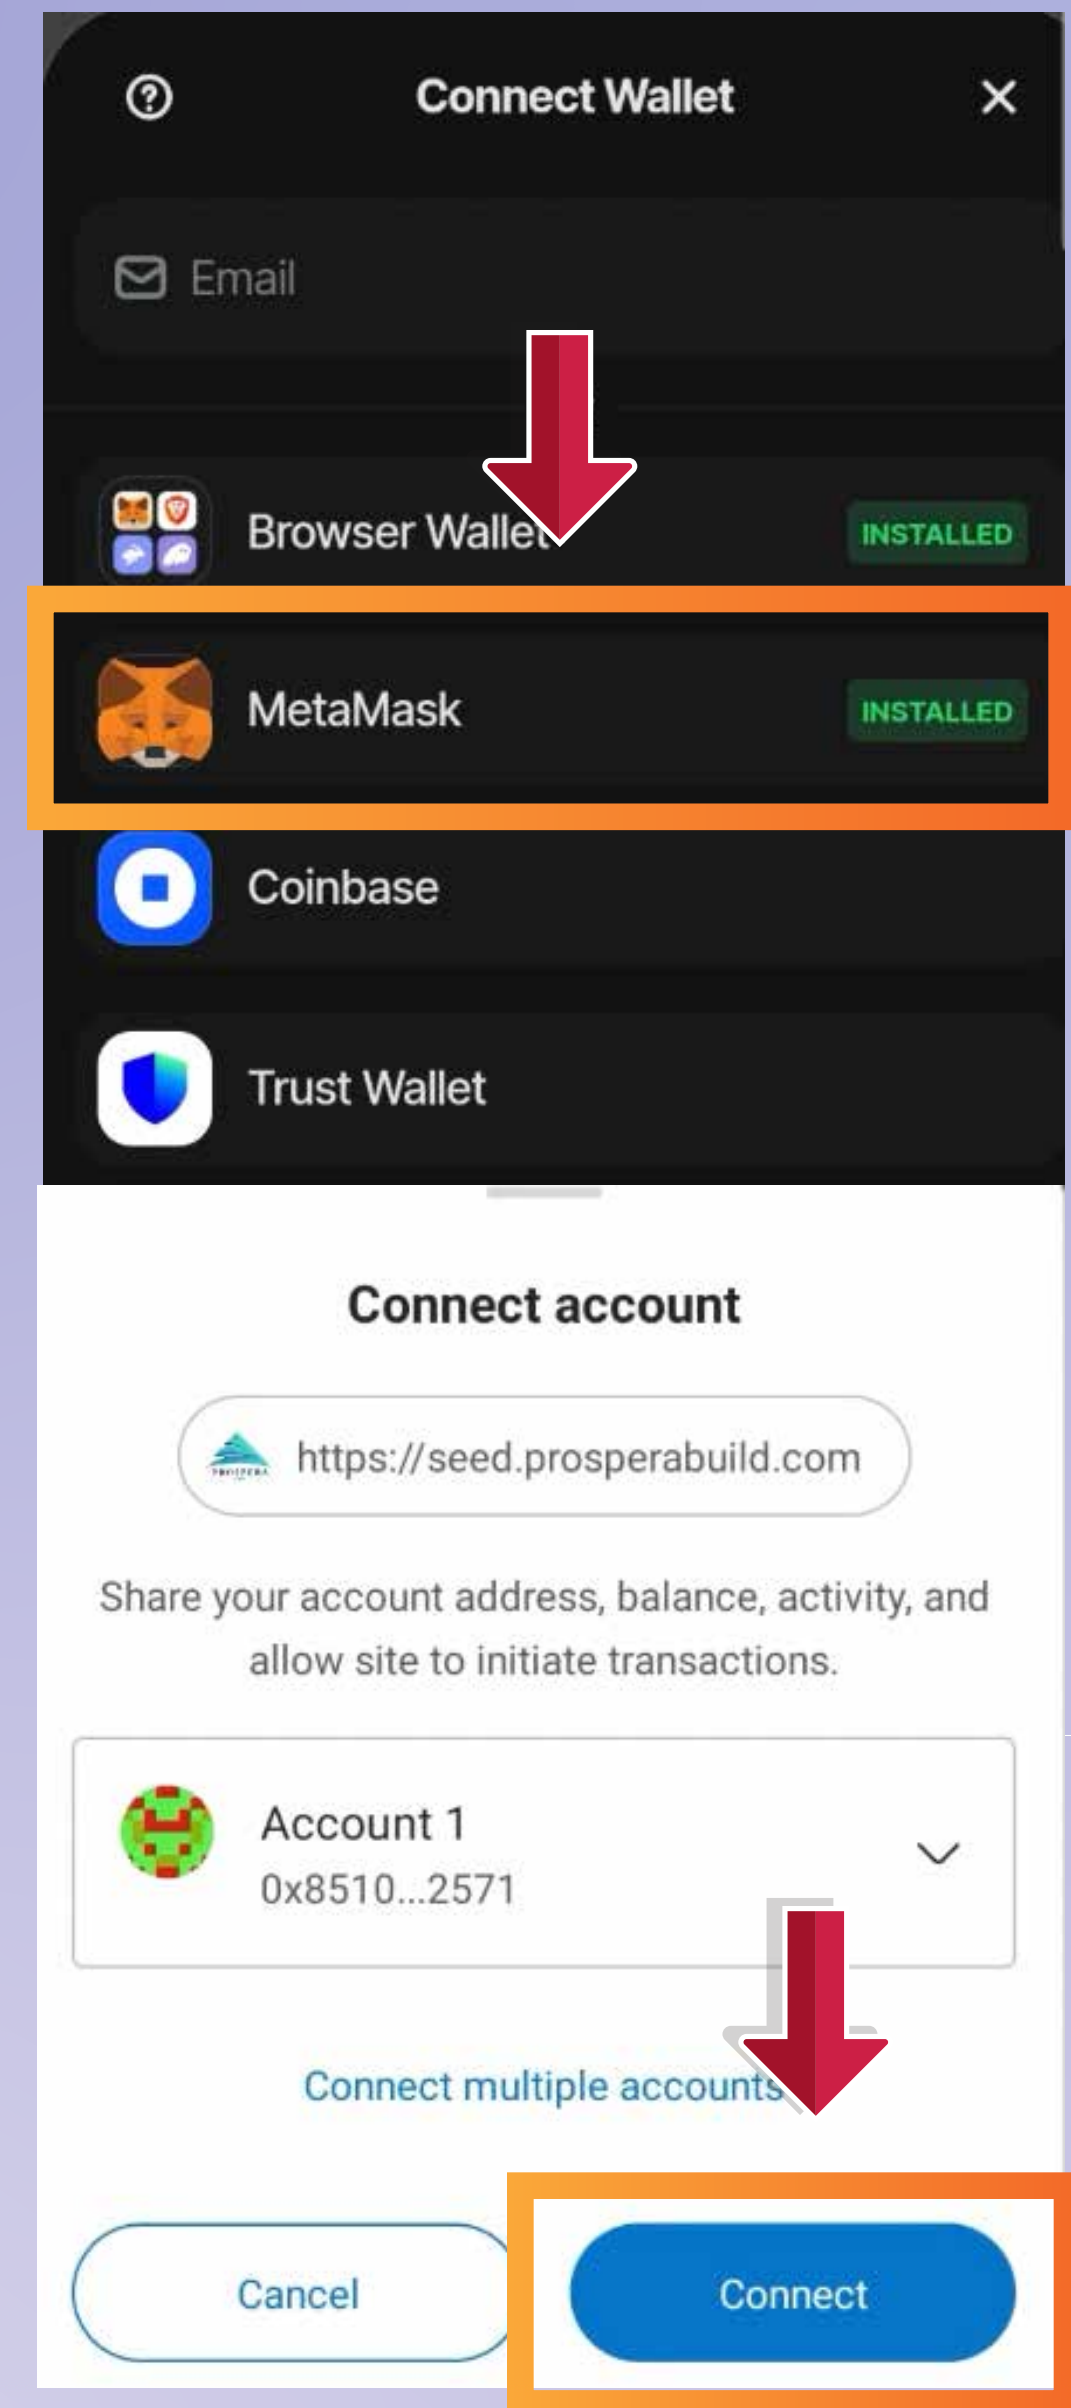 Connect Wallet
Email
Browser Wallet
INSTALLED
MetaMask
INSTALLED
Coinbase
Trust Wallet
Connect account
PROSPERA
https://seed.prosperabuild.com
Share your account address, balance, activity, and
allow site to initiate transactions.
Account 1
0x8510...2571
Connect multiple accounts
Cancel
Connect